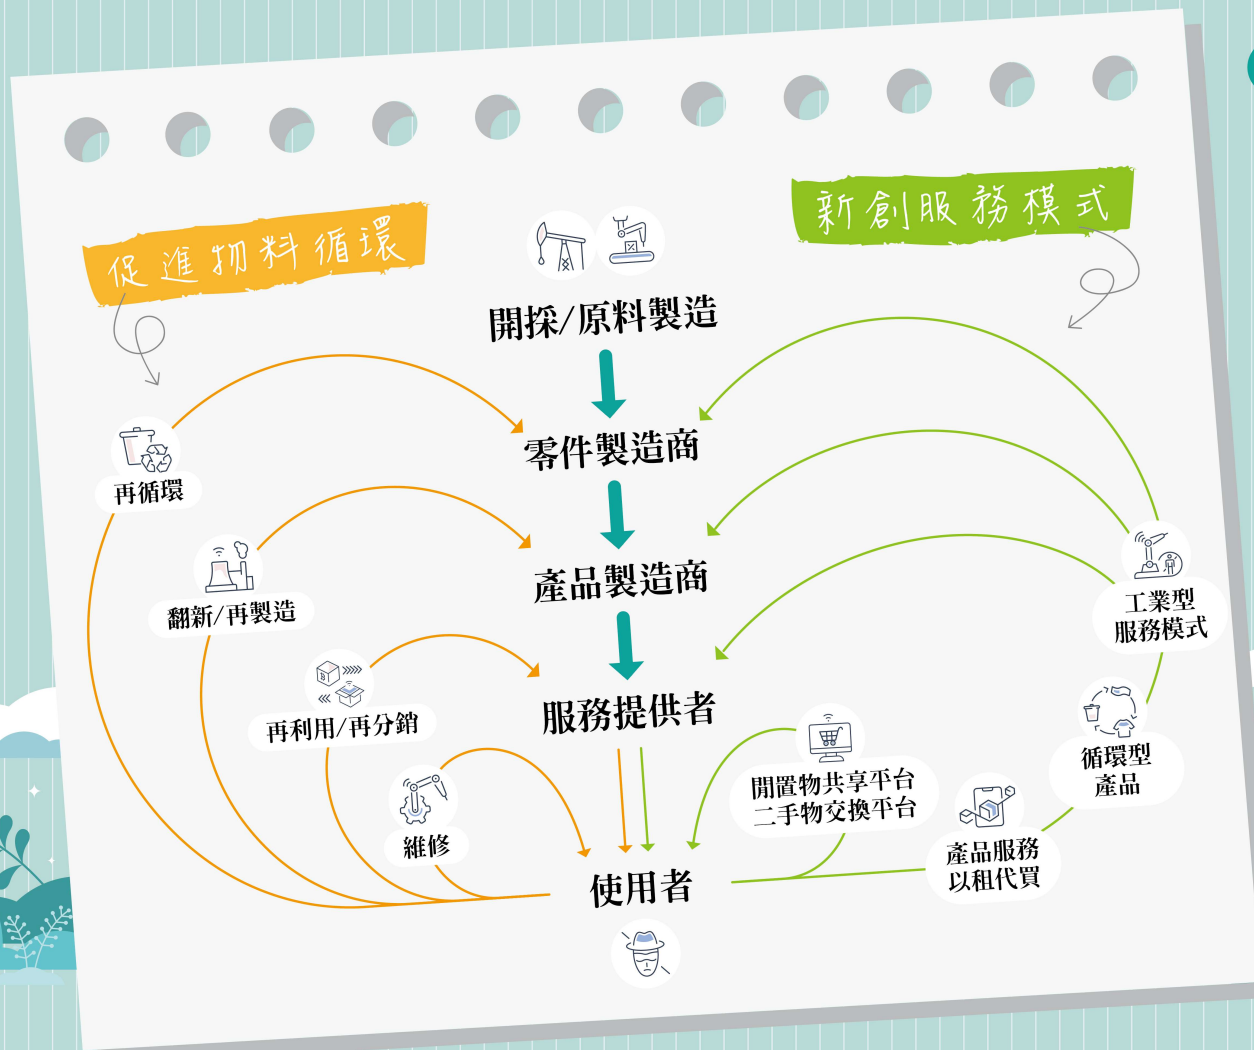 促進物料循環
新創服務模式
開採/原料製造
零件製造商
產品製造商
服務提供者
使用者
再循環
翻新/再製造
再利用/再分銷
維修
工業型
服務模式
循環型
產品
閒置物共享平台
二手物交換平台
產品服務
以租代買